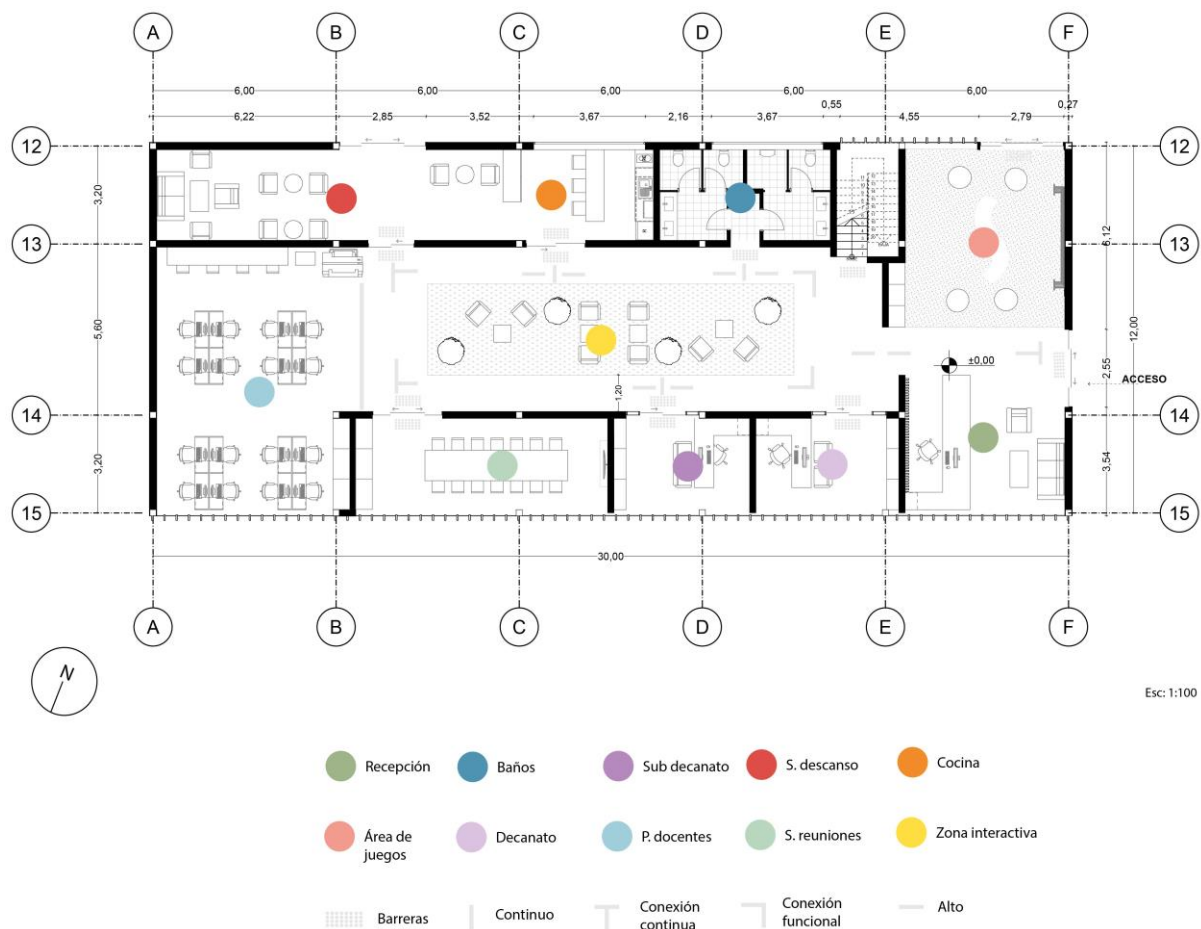 A B C D E F
6,00 6,00 6,00 6,00 6,00
6,22 2,85 3,52 3,67 2,16 3,67 0,55 4,55 2,79 0,27
12 12
3,20
13 13
6,12
5,60
12,00
±0,00
2,55
ACCESO
1,20
14 14
3,20
3,54
15 15
30,00
A B C D E F
N
Esc: 1:100
Recepción
Baños
Sub decanato
S. descanso
Cocina
Área de
juegos
Decanato
P. docentes
S. reuniones
Zona interactiva
Barreras
Continuo
Conexión
continua
Conexión
funcional
Alto